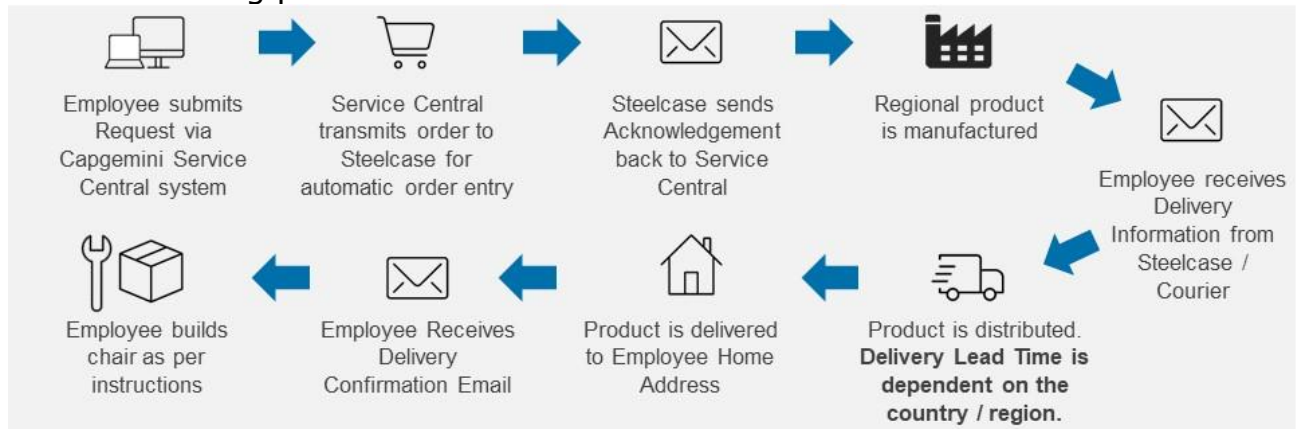 Employee submits
Request via
Capgemini Service
Central system
Service Central
transmits order to
Steelcase for
automatic order entry
Steelcase sends
Acknowledgement
back to Service
Central
Regional product
is manufactured
Employee receives
Delivery
Information from
Steelcase /
Courier
Product is distributed.
Delivery Lead Time is
dependent on the
country / region.
Product is delivered
to Employee Home
Address
Employee Receives
Delivery
Confirmation Email
Employee builds
chair as per
instructions